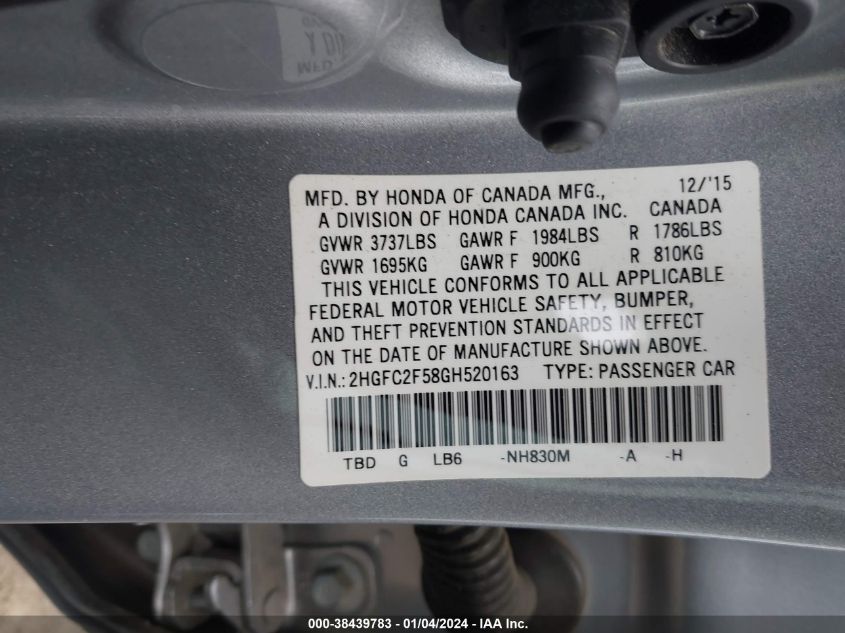 MFD. BY HONDA OF CANADA MFG., 12/'15
A DIVISION OF HONDA CANADA INC. CANADA
GVWR 3737LBS GAWR F 1984LBS R 1786LBS
GVWR 1695KG GAWR F 900KG R 810KG
THIS VEHICLE CONFORMS TO ALL APPLICABLE
FEDERAL MOTOR VEHICLE SAFETY, BUMPER,
AND THEFT PREVENTION STANDARDS IN EFFECT
ON THE DATE OF MANUFACTURE SHOWN ABOVE.
V.I.N.: 2HGFC2F58GH520163 TYPE: PASSENGER CAR
TBD G LB6 -NH830M -A -H
000-38439783 - 01/04/2024 - IAA Inc.